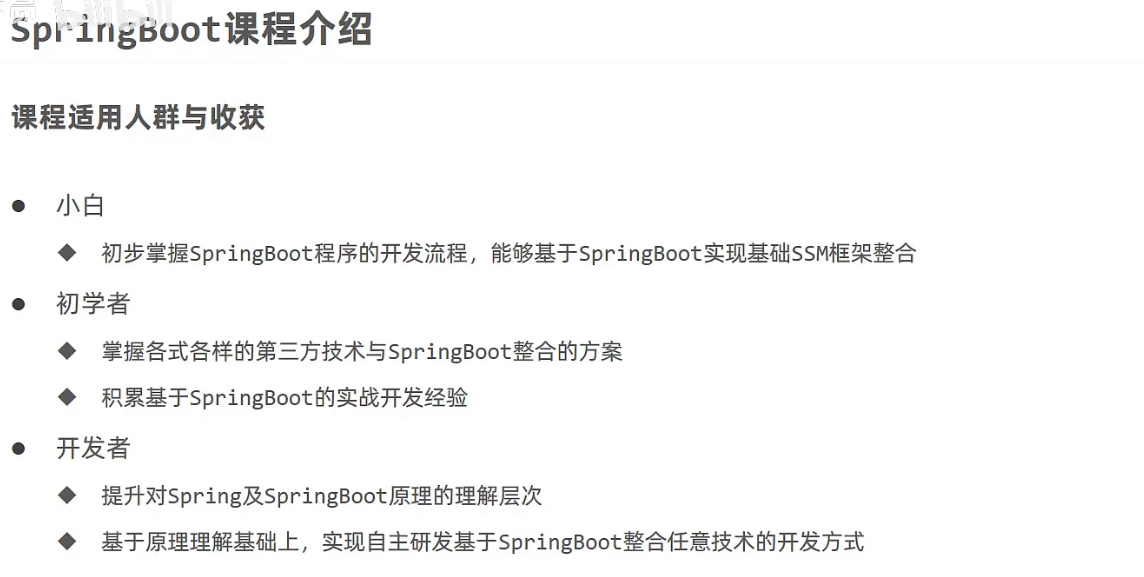 SpringBoot课程介绍
课程适用人群与收获
● 小白
◆ 初步掌握SpringBoot程序的开发流程，能够基于SpringBoot实现基础SSM框架整合
● 初学者
◆ 掌握各式各样的第三方技术与SpringBoot整合的方案
◆ 积累基于SpringBoot的实战开发经验
● 开发者
◆ 提升对Spring及SpringBoot原理的理解层次
◆ 基于原理理解基础上，实现自主研发基于SpringBoot整合任意技术的开发方式